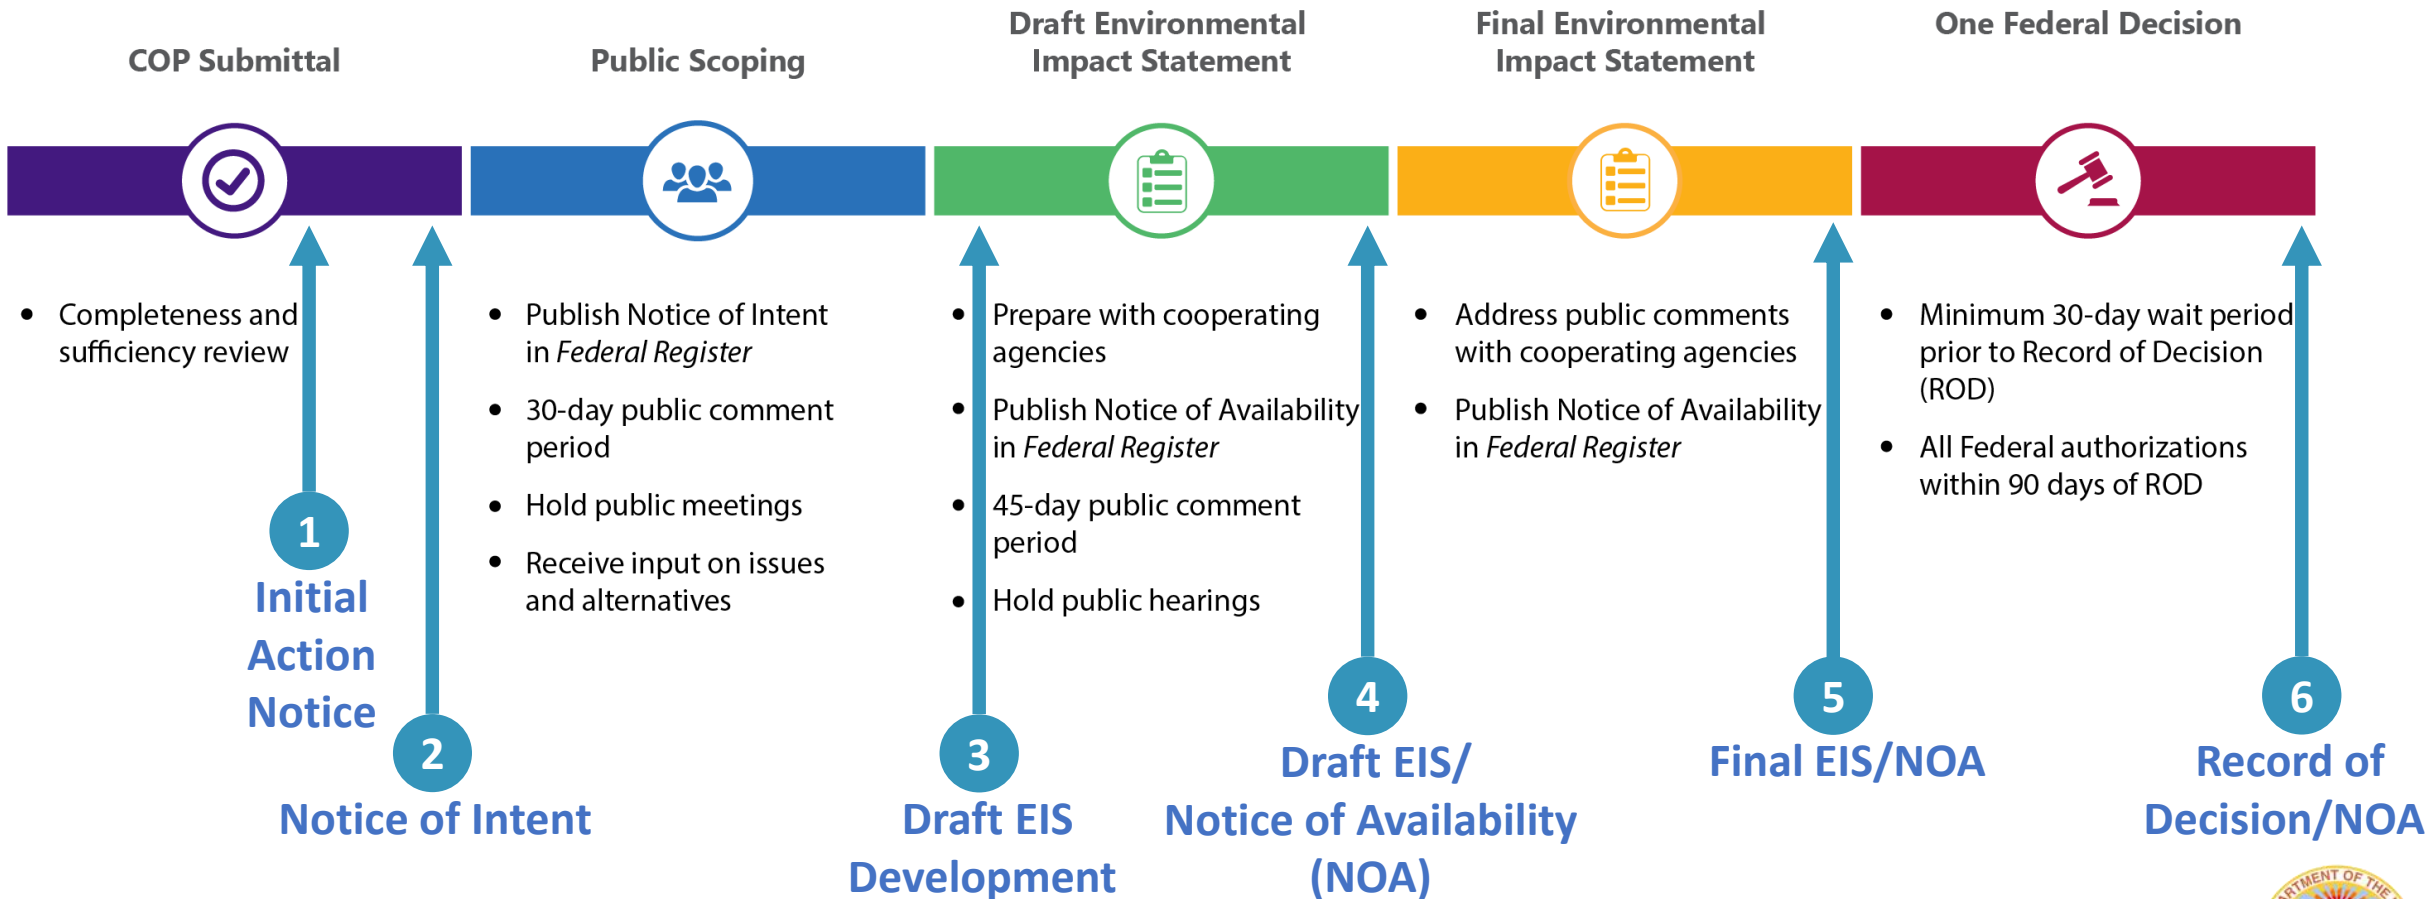 COP Submittal
Public Scoping
Draft Environmental
Impact Statement
Final Environmental
Impact Statement
One Federal Decision
• Completeness and
sufficiency review
• Publish Notice of Intent
in Federal Register
• 30-day public comment
period
• Hold public meetings
• Receive input on issues
and alternatives
• Prepare with cooperating
agencies
• Publish Notice of Availability
in Federal Register
• 45-day public comment
period
• Hold public hearings
• Address public comments
with cooperating agencies
• Publish Notice of Availability
in Federal Register
• Minimum 30-day wait period
prior to Record of Decision
(ROD)
• All Federal authorizations
within 90 days of ROD
1
Initial
Action
Notice
2
Notice of Intent
3
Draft EIS
Development
4
Draft EIS/
Notice of Availability
(NOA)
5
Final EIS/NOA
6
Record of
Decision/NOA
MENT OF THE